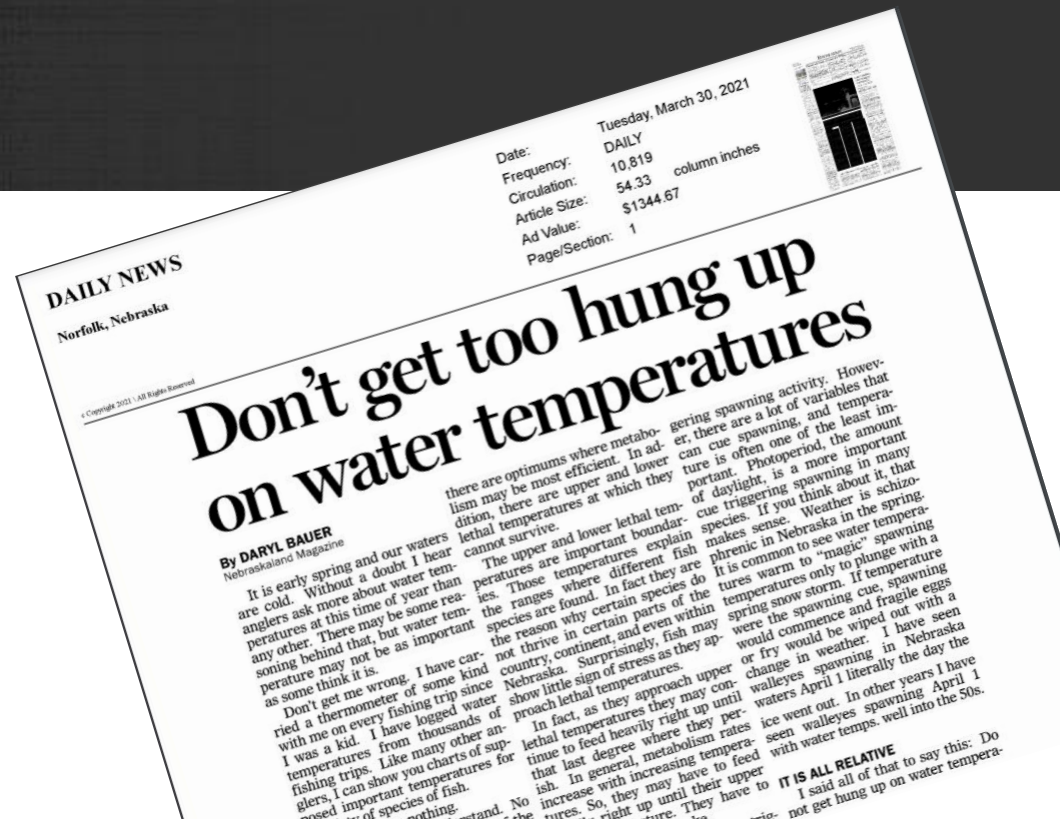 DAILY NEWS
Norfolk, Nebraska
Date: Tuesday, March 30, 2021
Frequency: DAILY
Circulation: 10,819
Article Size: 54.33 column inches
Ad Value: $1344.67
Page/Section: 1
c Copyright 2021 \ All Rights Reserved
Don't get too hung up
on water temperatures
By DARYL BAUER
Nebraskaland Magazine
It is early spring and our waters
are cold. Without a doubt I hear
anglers ask more about water tem-
peratures at this time of year than
any other. There may be some rea-
soning behind that, but water tem-
perature may not be as important
as some think it is.
Don't get me wrong. I have car-
ried a thermometer of some kind
with me on every fishing trip since
I was a kid. I have logged water
temperatures from thousands of
fishing trips. Like many other an-
glers, I can show you charts of sup-
posed important temperatures for
of species of fish.
nothing.
stand. No
there are optimums where metabo-
lism may be most efficient. In ad-
dition, there are upper and lower
lethal temperatures at which they
cannot survive.
The upper and lower lethal tem-
peratures are important boundar-
ies. Those temperatures explain
the ranges where different fish
species are found. In fact they are
the reason why certain species do
not thrive in certain parts of the
country, continent, and even within
Nebraska. Surprisingly, fish may
show little sign of stress as they ap-
proach lethal temperatures.
In fact, as they approach upper
lethal temperatures they may con-
tinue to feed heavily right up until
that last degree where they per-
ish. In general, metabolism rates
increase with increasing tempera-
tures. So, they may have to feed
right up until their upper
They have to
gering spawning activity. Howev-
er, there are a lot of variables that
can cue spawning, and tempera-
ture is often one of the least im-
portant. Photoperiod, the amount
of daylight, is a more important
cue triggering spawning in many
species. If you think about it, that
makes sense. Weather is schizo-
phrenic in Nebraska in the spring.
It is common to see water tempera-
tures warm to “magic” spawning
temperatures only to plunge with a
spring snow storm. If temperature
were the spawning cue, spawning
would commence and fragile eggs
or fry would be wiped out with a
change in weather. I have seen
walleyes spawning in Nebraska
waters April 1 literally the day the
ice went out. In other years I have
seen walleyes spawning April 1
with water temps. well into the 50s.
IT IS ALL RELATIVE
I said all of that to say this: Do
not get hung up on water tempera-